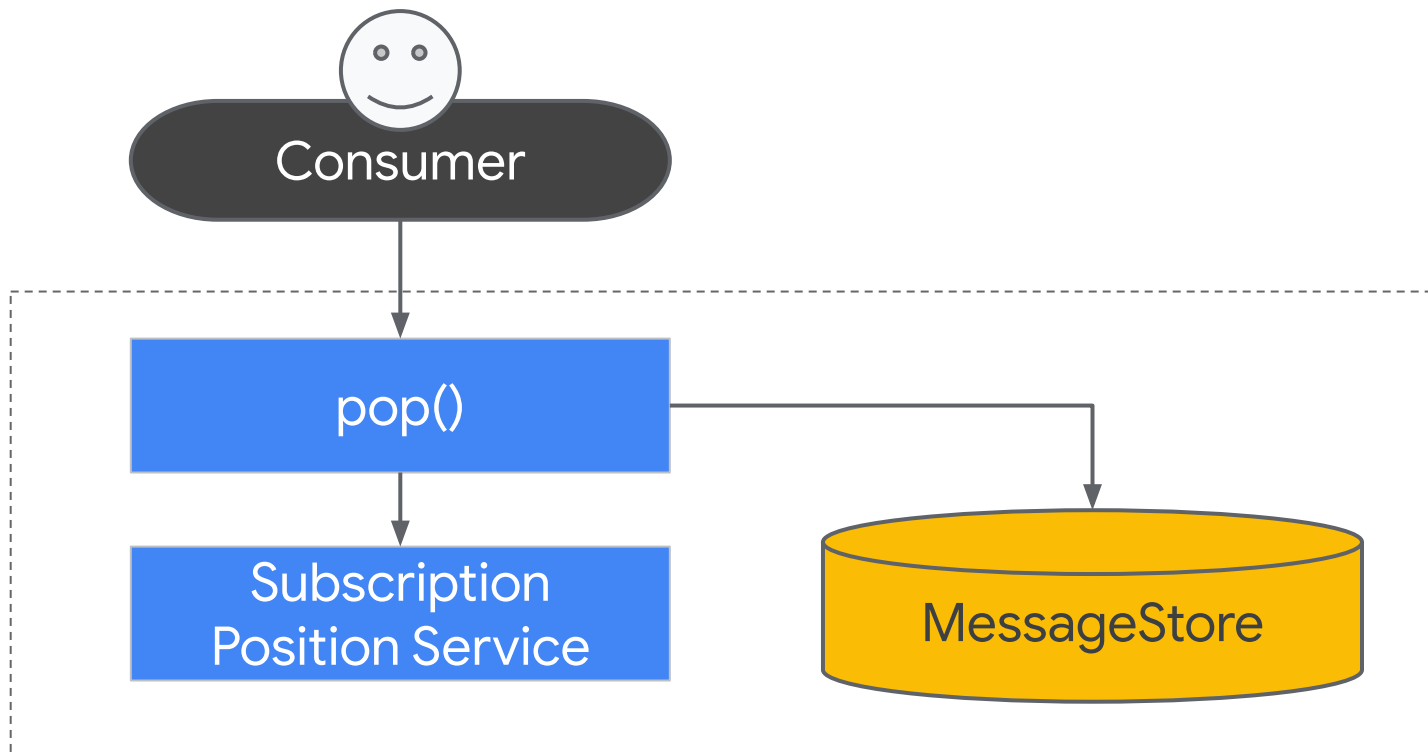 Consumer
pop()
Subscription
Position Service
MessageStore